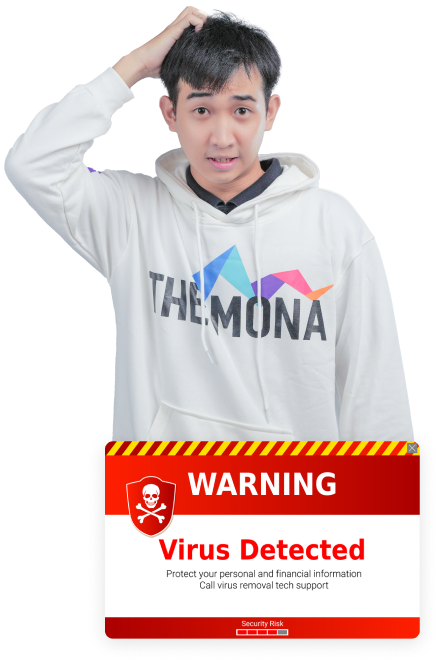 THEMONA
WARNING
Virus Detected
Protect your personal and financial information
Call virus removal tech support
Security Risk